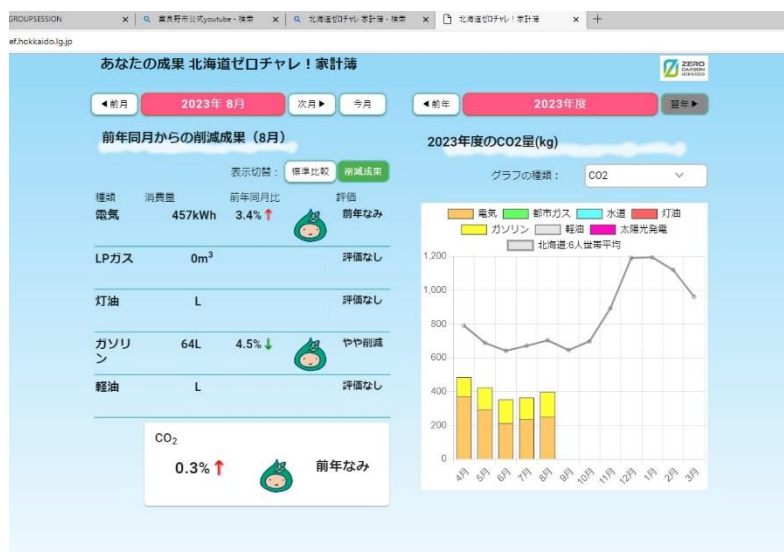 GROUPSESSION
富良野市公式youtube - 検索
北海道ゼロチャレ 家計簿 - 検索
北海道ゼロチャレ！家計簿
ef.hokkaido.lg.jp
あなたの成果 北海道ゼロチャレ！家計簿
ZERO
CARBON
HOKKAIDO
◀前月
2023年 8月
次月▶
今月
◀前年
2023年度
翌年▶
前年同月からの削減成果（8月）
表示切替：
標準比較
削減成果
種類 消費量 前年同月比 評価
電気 457kWh 3.4%↑ 前年なみ
LPガス 0m³ 評価なし
灯油 L 評価なし
ガソリン 64L 4.5%↓ やや削減
軽油 L 評価なし
CO₂
0.3%↑ 前年なみ
2023年度のCO2量(kg)
グラフの種類： CO2
電気 都市ガス 水道 灯油
ガソリン 軽油 太陽光発電
北海道:6人世帯平均
1,200
1,000
800
600
400
200
0
4月 5月 6月 7月 8月 9月 10月 11月 12月 1月 2月 3月